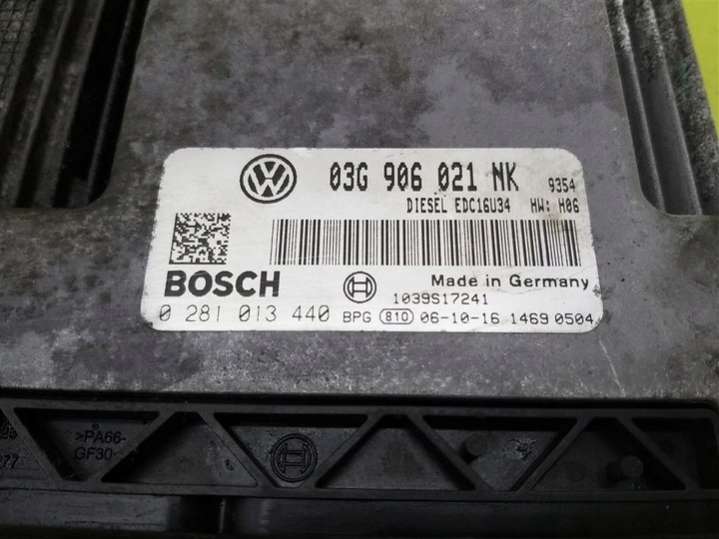 03G 906 021 NK 9354
DIESEL EDC16U34 HW: H06
BOSCH
Made in Germany
1039S17241
0 281 013 440 BPG 810 06-10-16 1469 0504
>PA66-
GF30
77